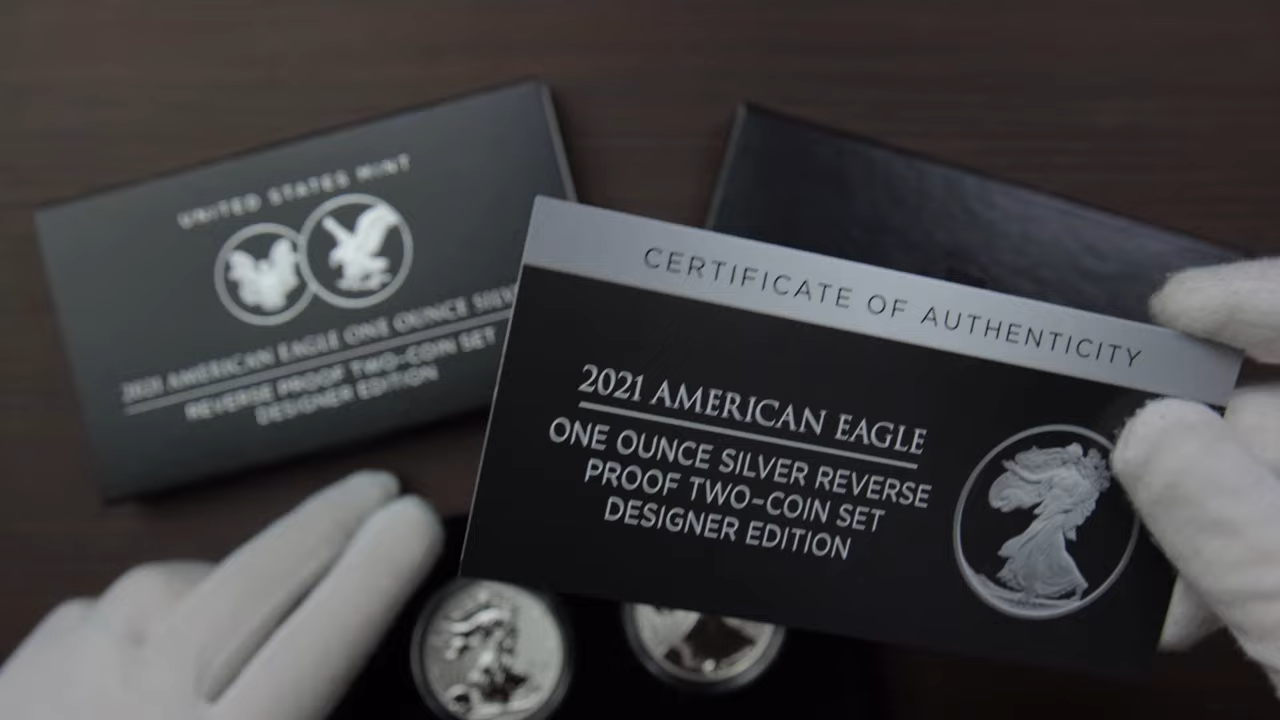 UNITED STATES MINT
2021 AMERICAN EAGLE ONE OUNCE SILV
REVERSE PROOF TWO-COIN SET
DESIGNER EDITION
CERTIFICATE OF AUTHENTICITY
2021 AMERICAN EAGLE
ONE OUNCE SILVER REVERSE
PROOF TWO-COIN SET
DESIGNER EDITION